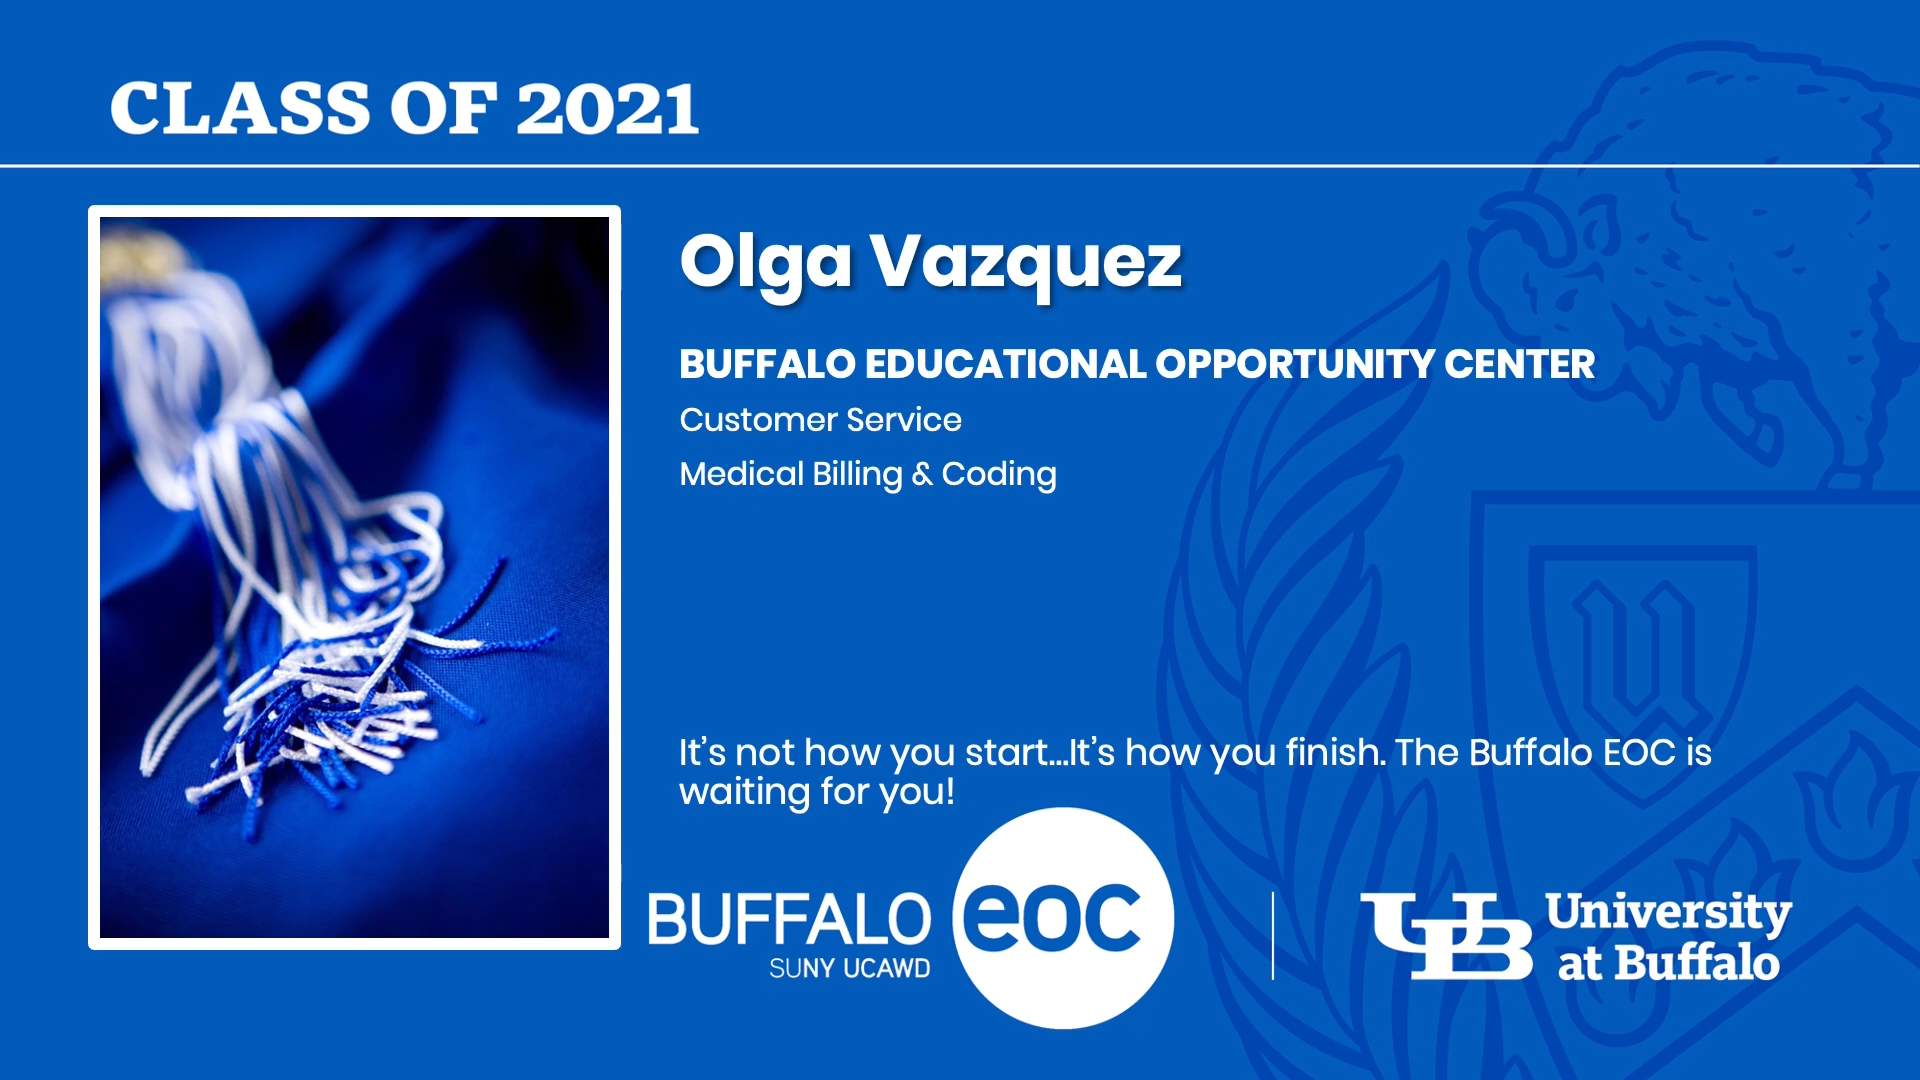 CLASS OF 2021
Olga Vazquez
BUFFALO EDUCATIONAL OPPORTUNITY CENTER
Customer Service
Medical Billing & Coding
It's not how you start...It's how you finish. The Buffalo EOC is
waiting for you!
BUFFALO eoc
SUNY UCAWD
UB University
at Buffalo
u